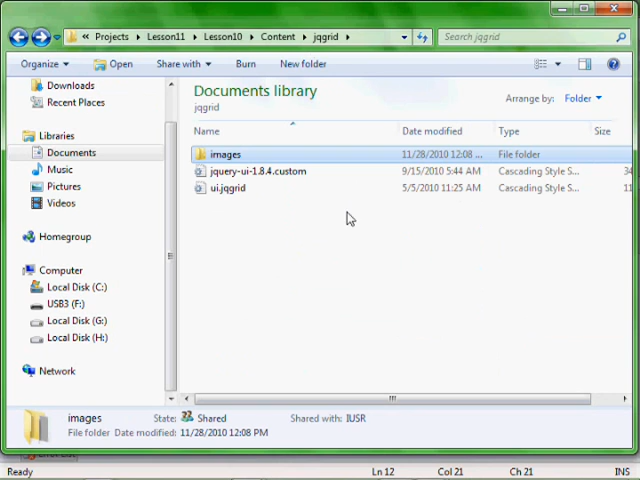 « Projects ▸ Lesson11 ▸ Lesson10 ▸ Content ▸ jqgrid ▸ Search jqgrid
Organize Open Share with Burn New folder
Downloads
Recent Places
Libraries
Documents
Music
Pictures
Videos
Homegroup
Computer
Local Disk (C:)
USB3 (F:)
Local Disk (G:)
Local Disk (H:)
Network
Documents library
jqgrid
Arrange by: Folder
Name Date modified Type Size
images 11/28/2010 12:08 ... File folder
jquery-ui-1.8.4.custom 9/15/2010 5:44 AM Cascading Style S... 34
ui.jqgrid 5/5/2010 11:25 AM Cascading Style S... 11
images State: Shared Shared with: IUSR
File folder Date modified: 11/28/2010 12:08 PM
Ready Ln 12 Col 21 Ch 21 INS